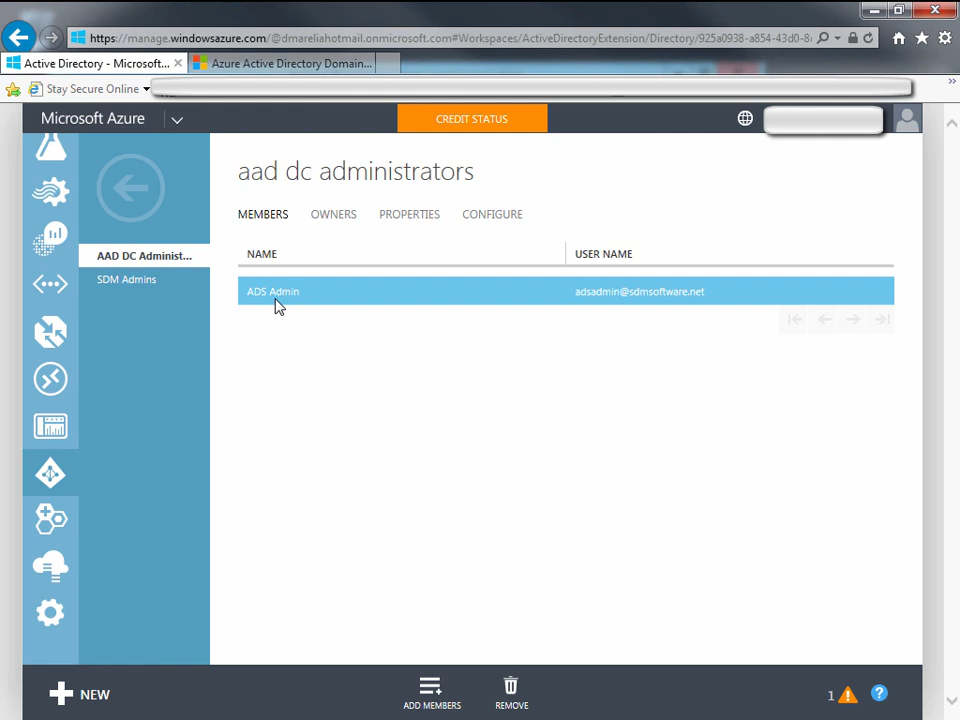 https://manage.windowsazure.com/@dmareliahotmail.onmicrosoft.com#Workspaces/ActiveDirectoryExtension/Directory/925a0938-a854-43d0-8
Active Directory - Microsoft...
Azure Active Directory Domain...
Stay Secure Online
Microsoft Azure
CREDIT STATUS
aad dc administrators
MEMBERS OWNERS PROPERTIES CONFIGURE
AAD DC Administ...
SDM Admins
NAME USER NAME
ADS Admin adsadmin@sdmsoftware.net
NEW
ADD MEMBERS
REMOVE
1